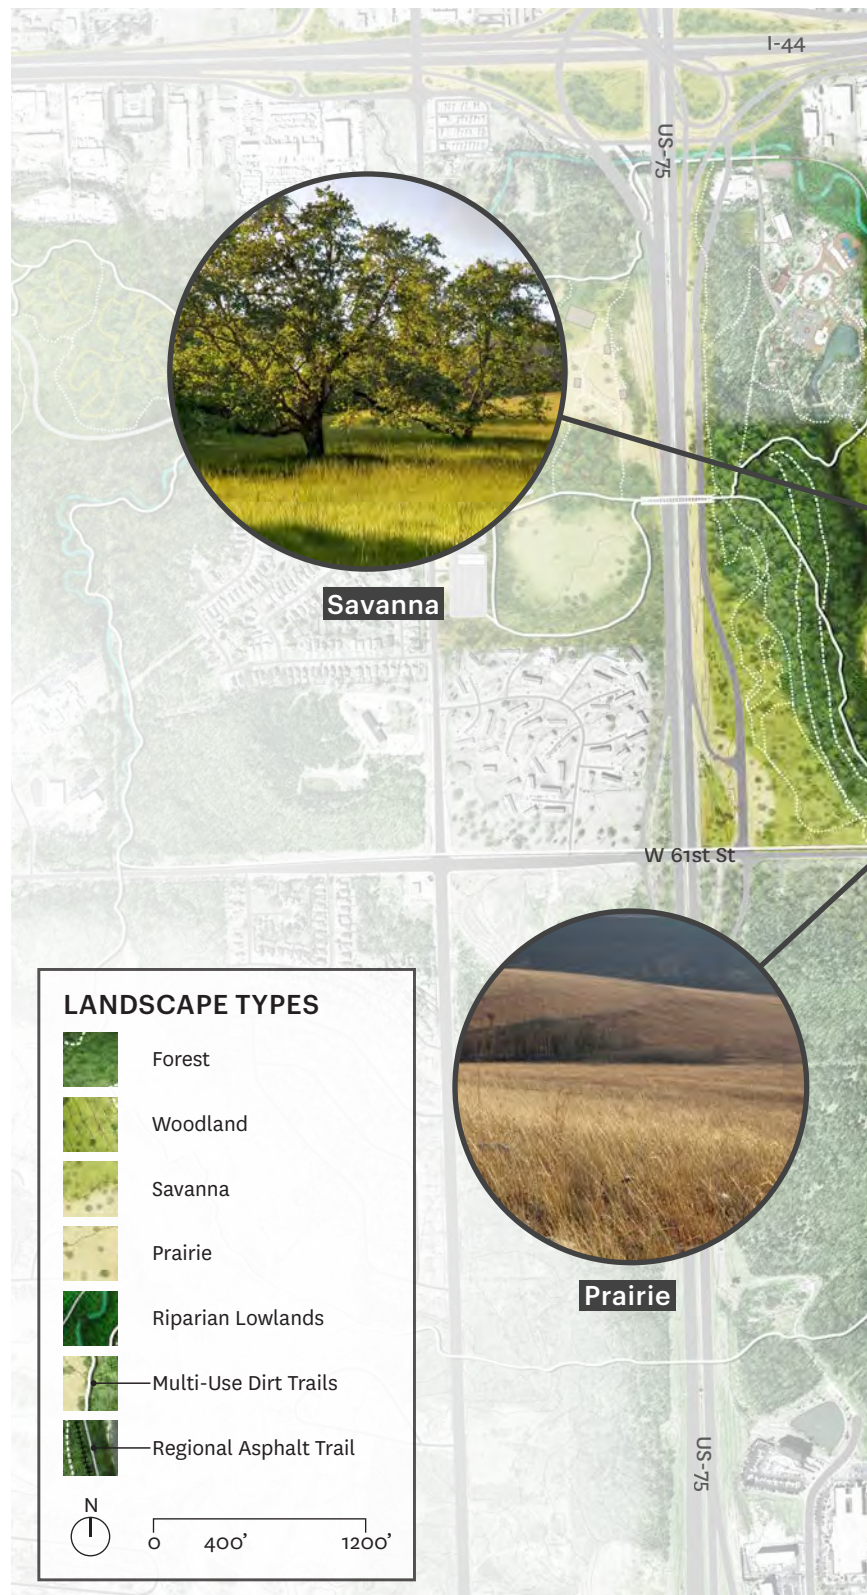 I-44
US-75
Savanna
W 61st St
LANDSCAPE TYPES
Forest
Woodland
Savanna
Prairie
Riparian Lowlands
Multi-Use Dirt Trails
Regional Asphalt Trail
N
0 400’ 1200’
Prairie
US-75